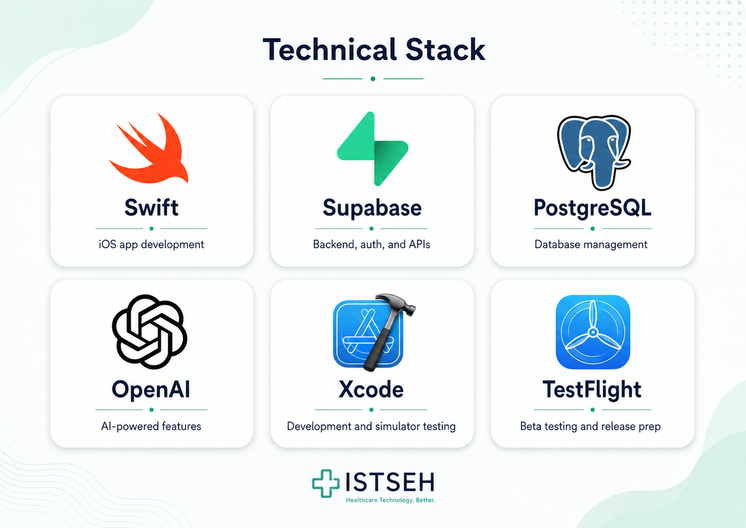 Technical Stack
Swift
iOS app development
Supabase
Backend, auth, and APIs
PostgreSQL
Database management
OpenAI
AI-powered features
Xcode
Development and simulator testing
TestFlight
Beta testing and release prep
ISTSEH
Healthcare Technology. Better.